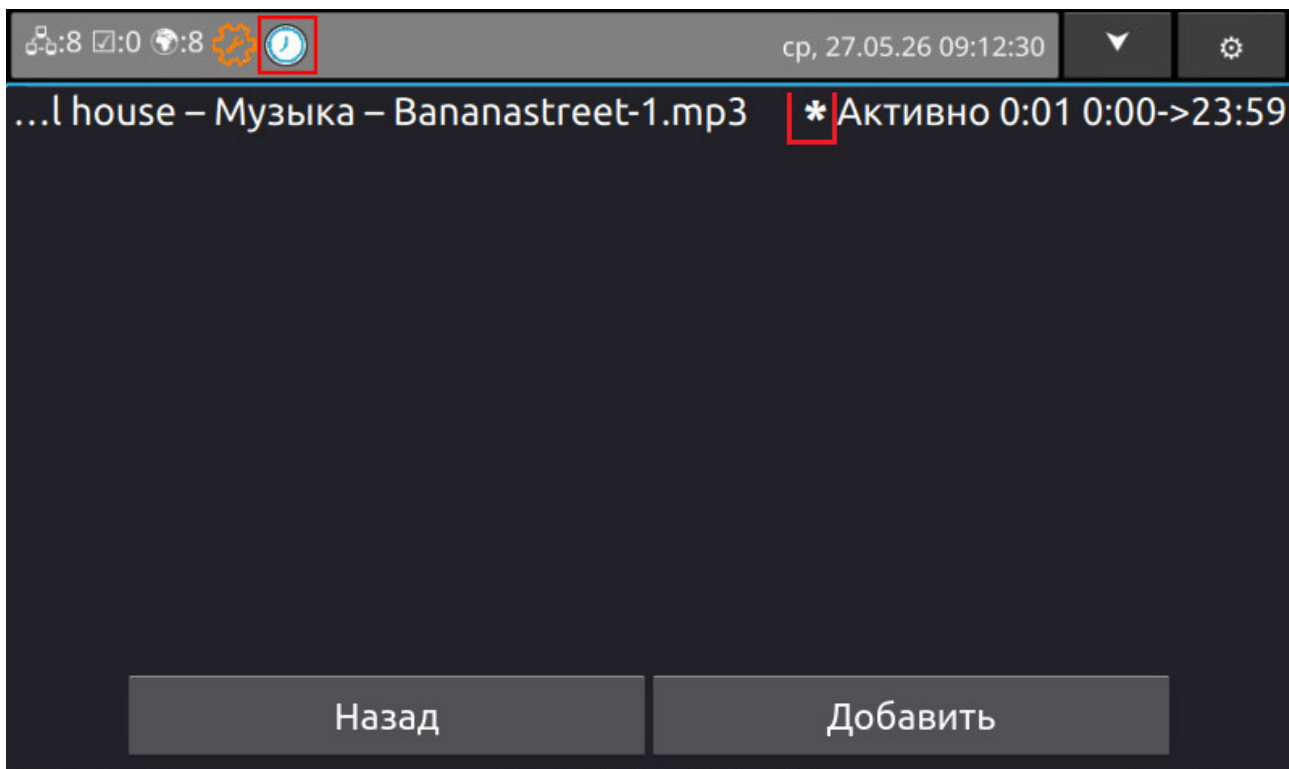 :8 ☑:0 :8 ср, 27.05.26 09:12:30
…l house – Музыка – Bananastreet-1.mp3 * Активно 0:01 0:00->23:59
Назад Добавить